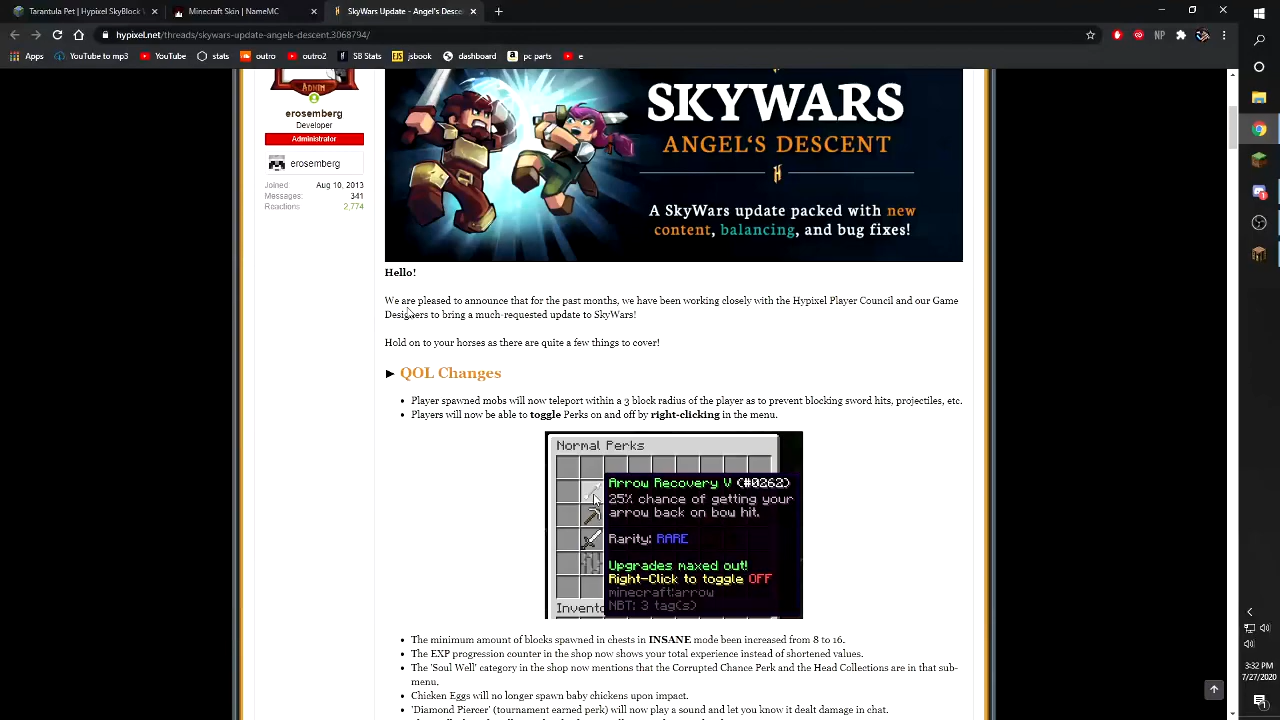 Tarantula Pet | Hypixel SkyBlock
Minecraft Skin | NameMC
SkyWars Update - Angel's Descent
hypixel.net/threads/skywars-update-angels-descent.3068794/
Apps
YouTube to mp3
YouTube
stats
outro
outro2
SB Stats
jsbook
dashboard
pc parts
e
ADMIN
erosemberg
Developer
Administrator
erosemberg
Joined Aug 10, 2013
Messages: 341
Reactions 2,774
SKYWARS
ANGEL'S DESCENT
A SkyWars update packed with new
content, balancing, and bug fixes!
Hello!
We are pleased to announce that for the past months, we have been working closely with the Hypixel Player Council and our Game
Designers to bring a much-requested update to SkyWars!
Hold on to your horses as there are quite a few things to cover!
► QOL Changes
• Player spawned mobs will now teleport within a 3 block radius of the player as to prevent blocking sword hits, projectiles, etc.
• Players will now be able to toggle Perks on and off by right-clicking in the menu.
Normal Perks
Arrow Recovery V (#0262)
25% chance of getting your
arrow back on bow hit.
Rarity: RARE
Upgrades maxed out!
Right-Click to toggle OFF
minecraft:arrow
NBT: 3 tag(s)
Invento
• The minimum amount of blocks spawned in chests in INSANE mode been increased from 8 to 16.
• The EXP progression counter in the shop now shows your total experience instead of shortened values.
• The 'Soul Well' category in the shop now mentions that the Corrupted Chance Perk and the Head Collections are in that sub-
menu.
• Chicken Eggs will no longer spawn baby chickens upon impact.
• 'Diamond Piercer' (tournament earned perk) will now play a sound and let you know it dealt damage in chat.
3:32 PM
7/27/2020